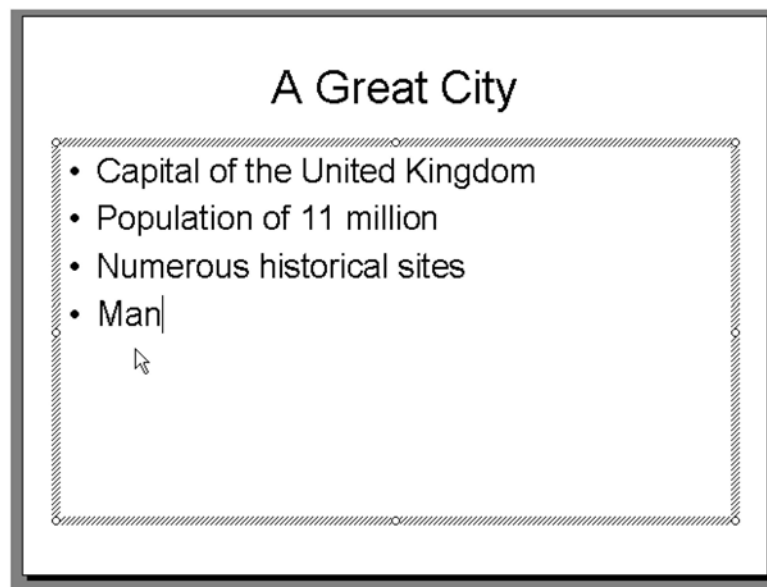 A Great City
• Capital of the United Kingdom
• Population of 11 million
• Numerous historical sites
• Man